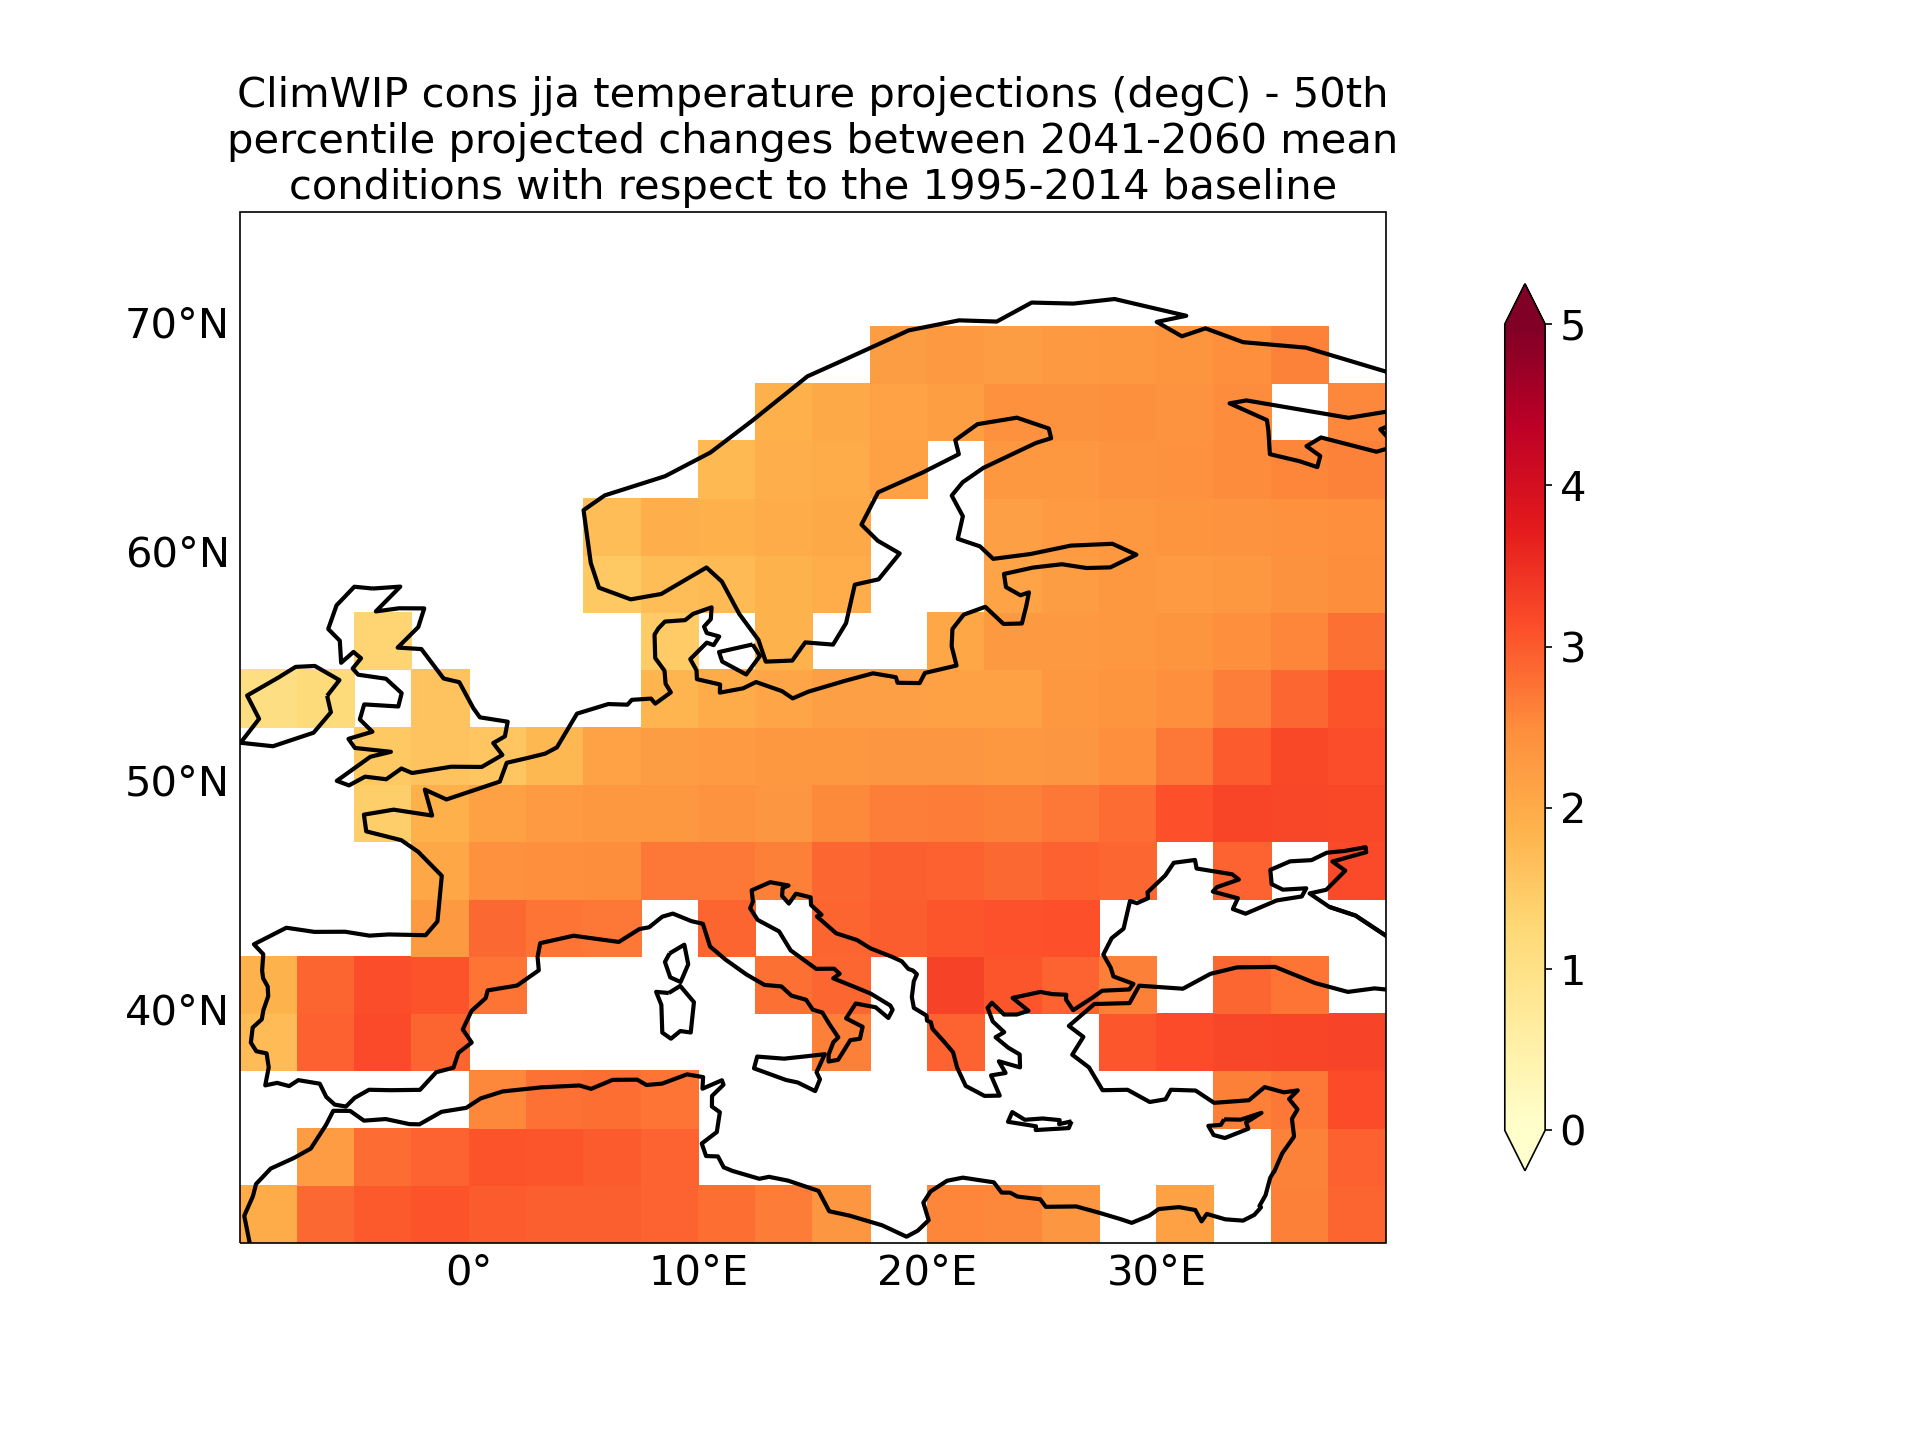 ClimWIP cons jja temperature projections (degC) - 50th
percentile projected changes between 2041-2060 mean
conditions with respect to the 1995-2014 baseline
70°N
60°N
50°N
40°N
0°
10°E
20°E
30°E
5
4
3
2
1
0